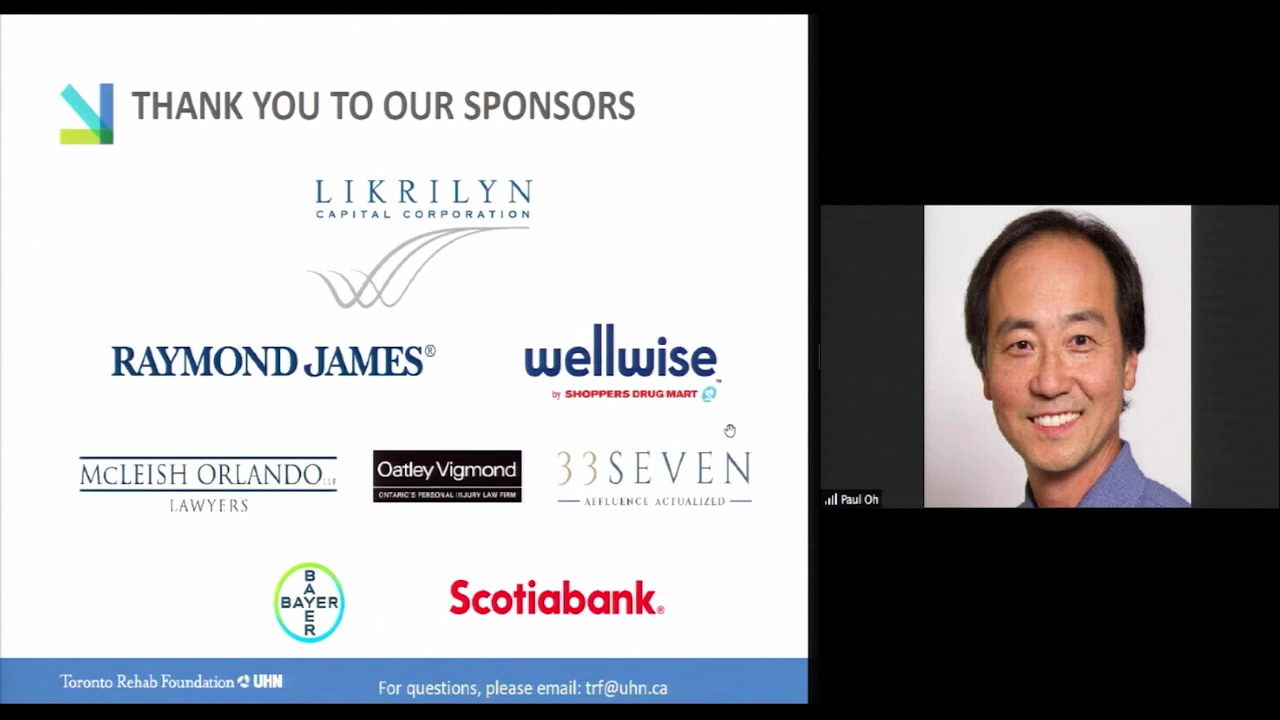 THANK YOU TO OUR SPONSORS
LIKRILYN
CAPITAL CORPORATION
RAYMOND JAMES®
wellwise™
by SHOPPERS DRUG MART
McLEISH ORLANDO LLP
LAWYERS
Oatley Vigmond
ONTARIO'S PERSONAL INJURY LAW FIRM
33SEVEN
AFFLUENCE ACTUALIZED
BAYER
BAYER
Scotiabank®
Paul Oh
Toronto Rehab Foundation UHN
For questions, please email: trf@uhn.ca